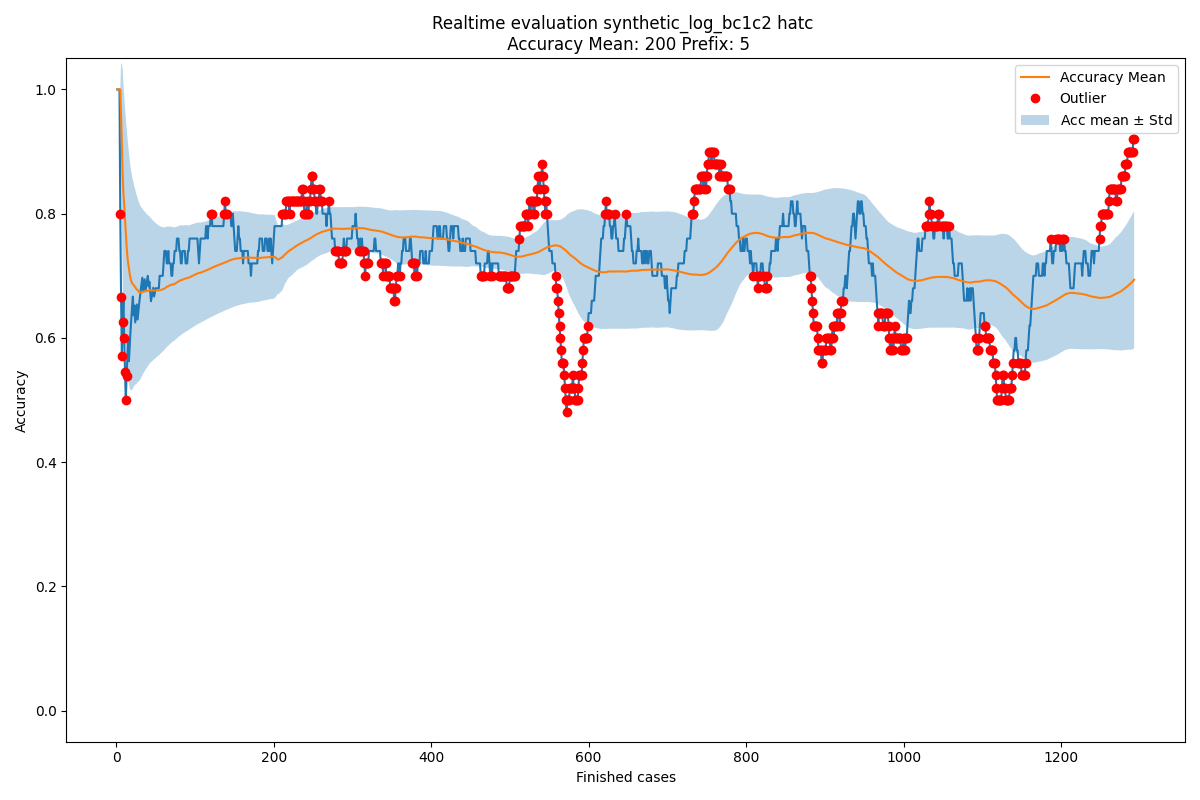 Realtime evaluation synthetic_log_bc1c2 hatc
Accuracy Mean: 200 Prefix: 5
Accuracy Mean
Outlier
Acc mean ± Std
1.0
0.8
0.6
0.4
0.2
0.0
Accuracy
0
200
400
600
800
1000
1200
Finished cases